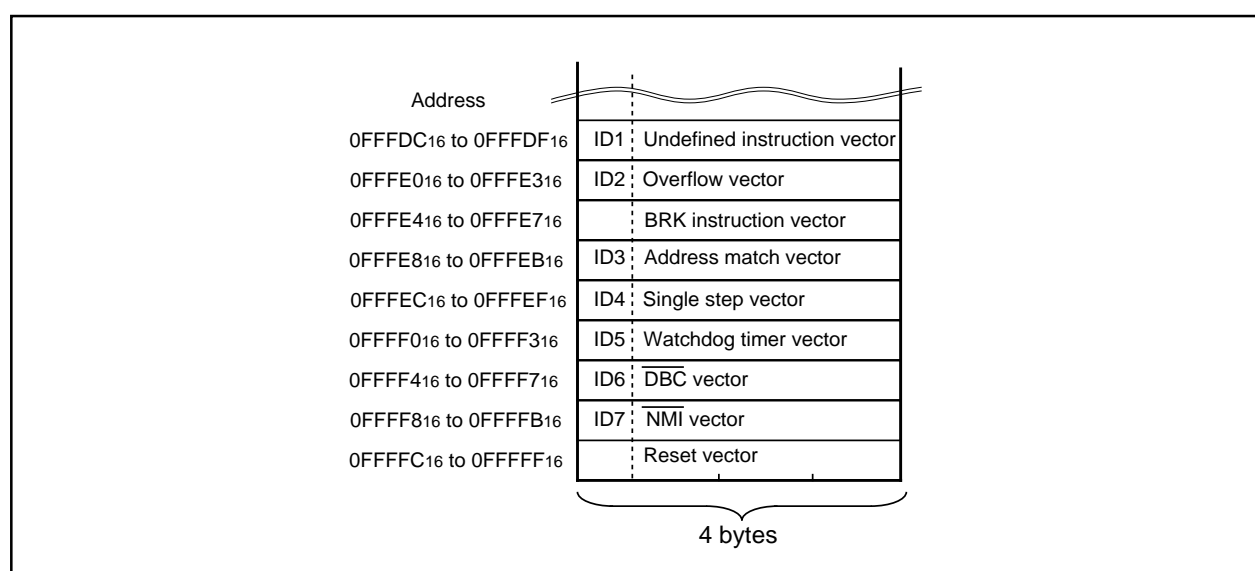 Address
0FFFDC16 to 0FFFDF16 ID1 Undefined instruction vector
0FFFE016 to 0FFFE316 ID2 Overflow vector
0FFFE416 to 0FFFE716 BRK instruction vector
0FFFE816 to 0FFFEB16 ID3 Address match vector
0FFFEC16 to 0FFFEF16 ID4 Single step vector
0FFFF016 to 0FFFF316 ID5 Watchdog timer vector
0FFFF416 to 0FFFF716 ID6 D̅B̅C̅ vector
0FFFF816 to 0FFFFB16 ID7 N̅M̅I̅ vector
0FFFFC16 to 0FFFFF16 Reset vector
4 bytes